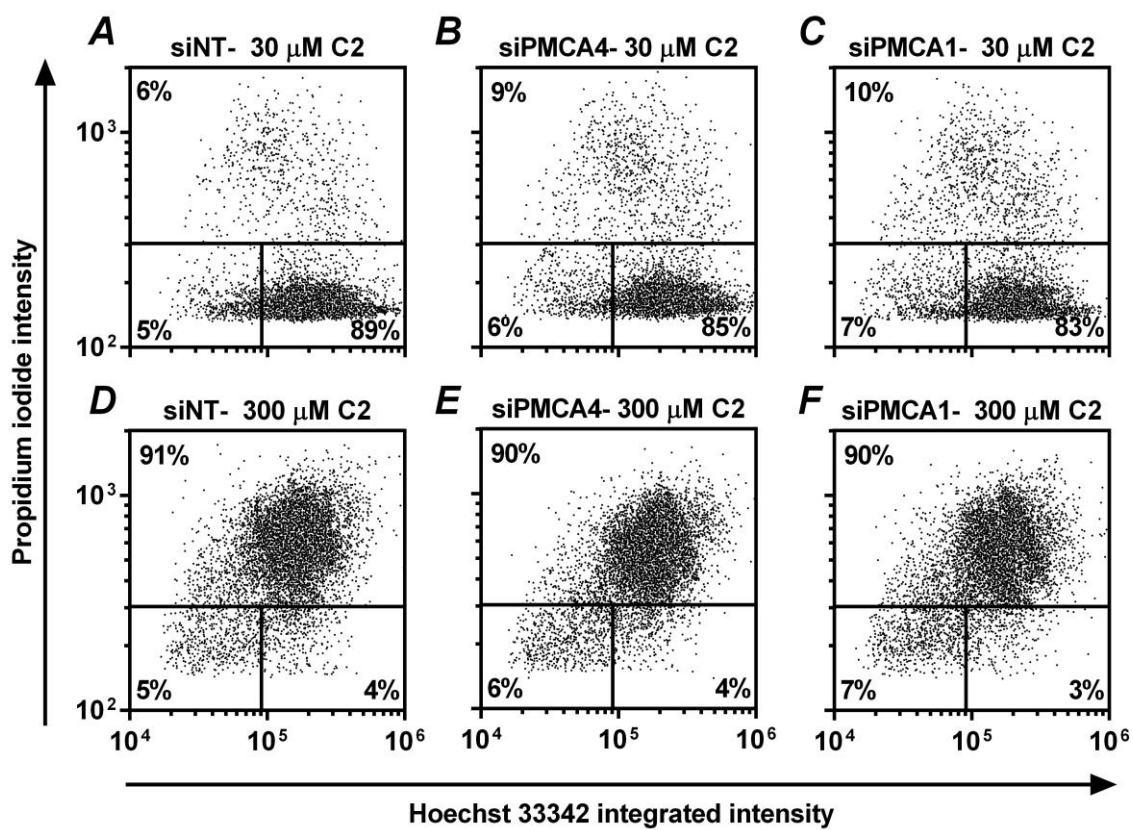 A siNT- 30 μM C2
B siPMCA4- 30 μM C2
C siPMCA1- 30 μM C2
6%
9%
10%
10³
5%
89%
6%
85%
7%
83%
10²
D siNT- 300 μM C2
E siPMCA4- 300 μM C2
F siPMCA1- 300 μM C2
91%
90%
90%
10³
5%
4%
6%
4%
7%
3%
10²
10⁴ 10⁵ 10⁶
10⁴ 10⁵ 10⁶
10⁴ 10⁵ 10⁶
Propidium iodide intensity
Hoechst 33342 integrated intensity